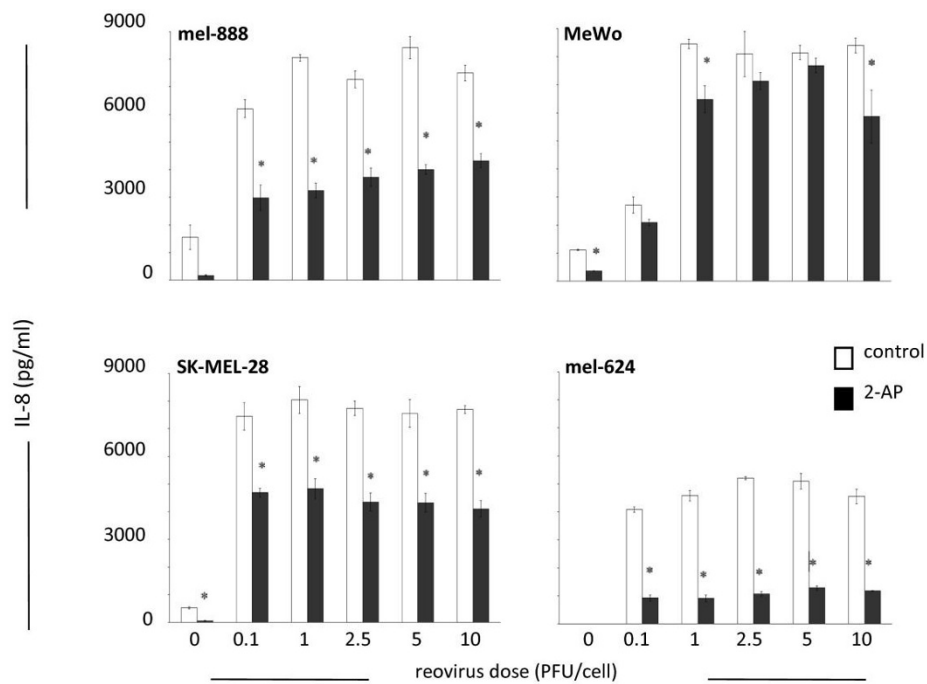 9000
6000
3000
0
mel-888
* * * * *
MeWo
* * *
IL-8 (pg/ml)
9000
6000
3000
0
SK-MEL-28
* * * * * *
mel-624
* * * * *
control
2-AP
0 0.1 1 2.5 5 10
0 0.1 1 2.5 5 10
reovirus dose (PFU/cell)